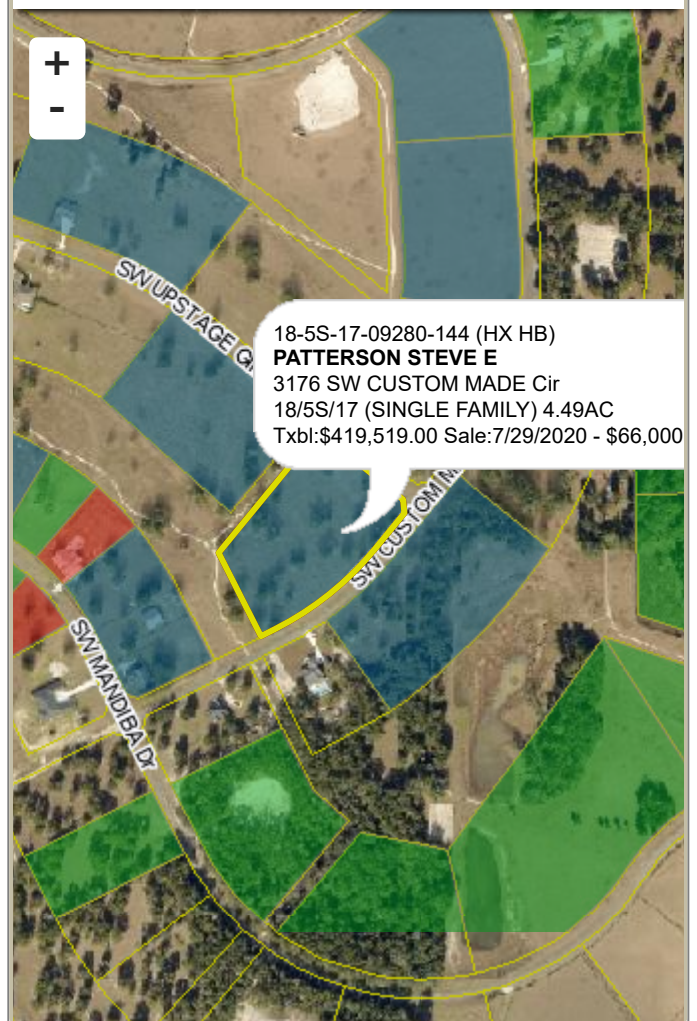 +
-
SW UPSTAGE
18-5S-17-09280-144 (HX HB)
PATTERSON STEVE E
3176 SW CUSTOM MADE Cir
18/5S/17 (SINGLE FAMILY) 4.49AC
Txbl:$419,519.00 Sale:7/29/2020 - $66,000
SW CUSTOM
SW MANDIBA Dr